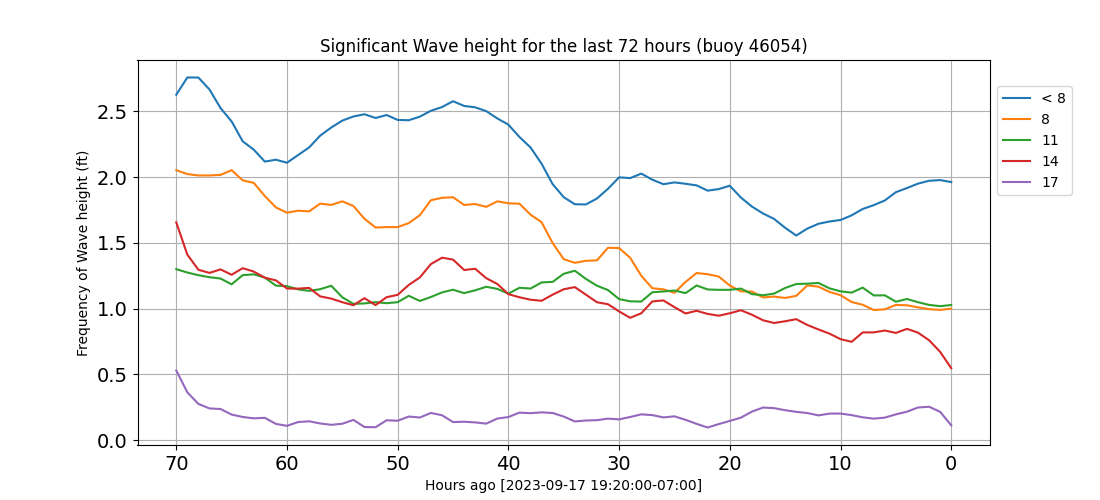 Significant Wave height for the last 72 hours (buoy 46054)
Frequency of Wave height (ft)
2.5
2.0
1.5
1.0
0.5
0.0
70 60 50 40 30 20 10 0
Hours ago [2023-09-17 19:20:00-07:00]
< 8
8
11
14
17